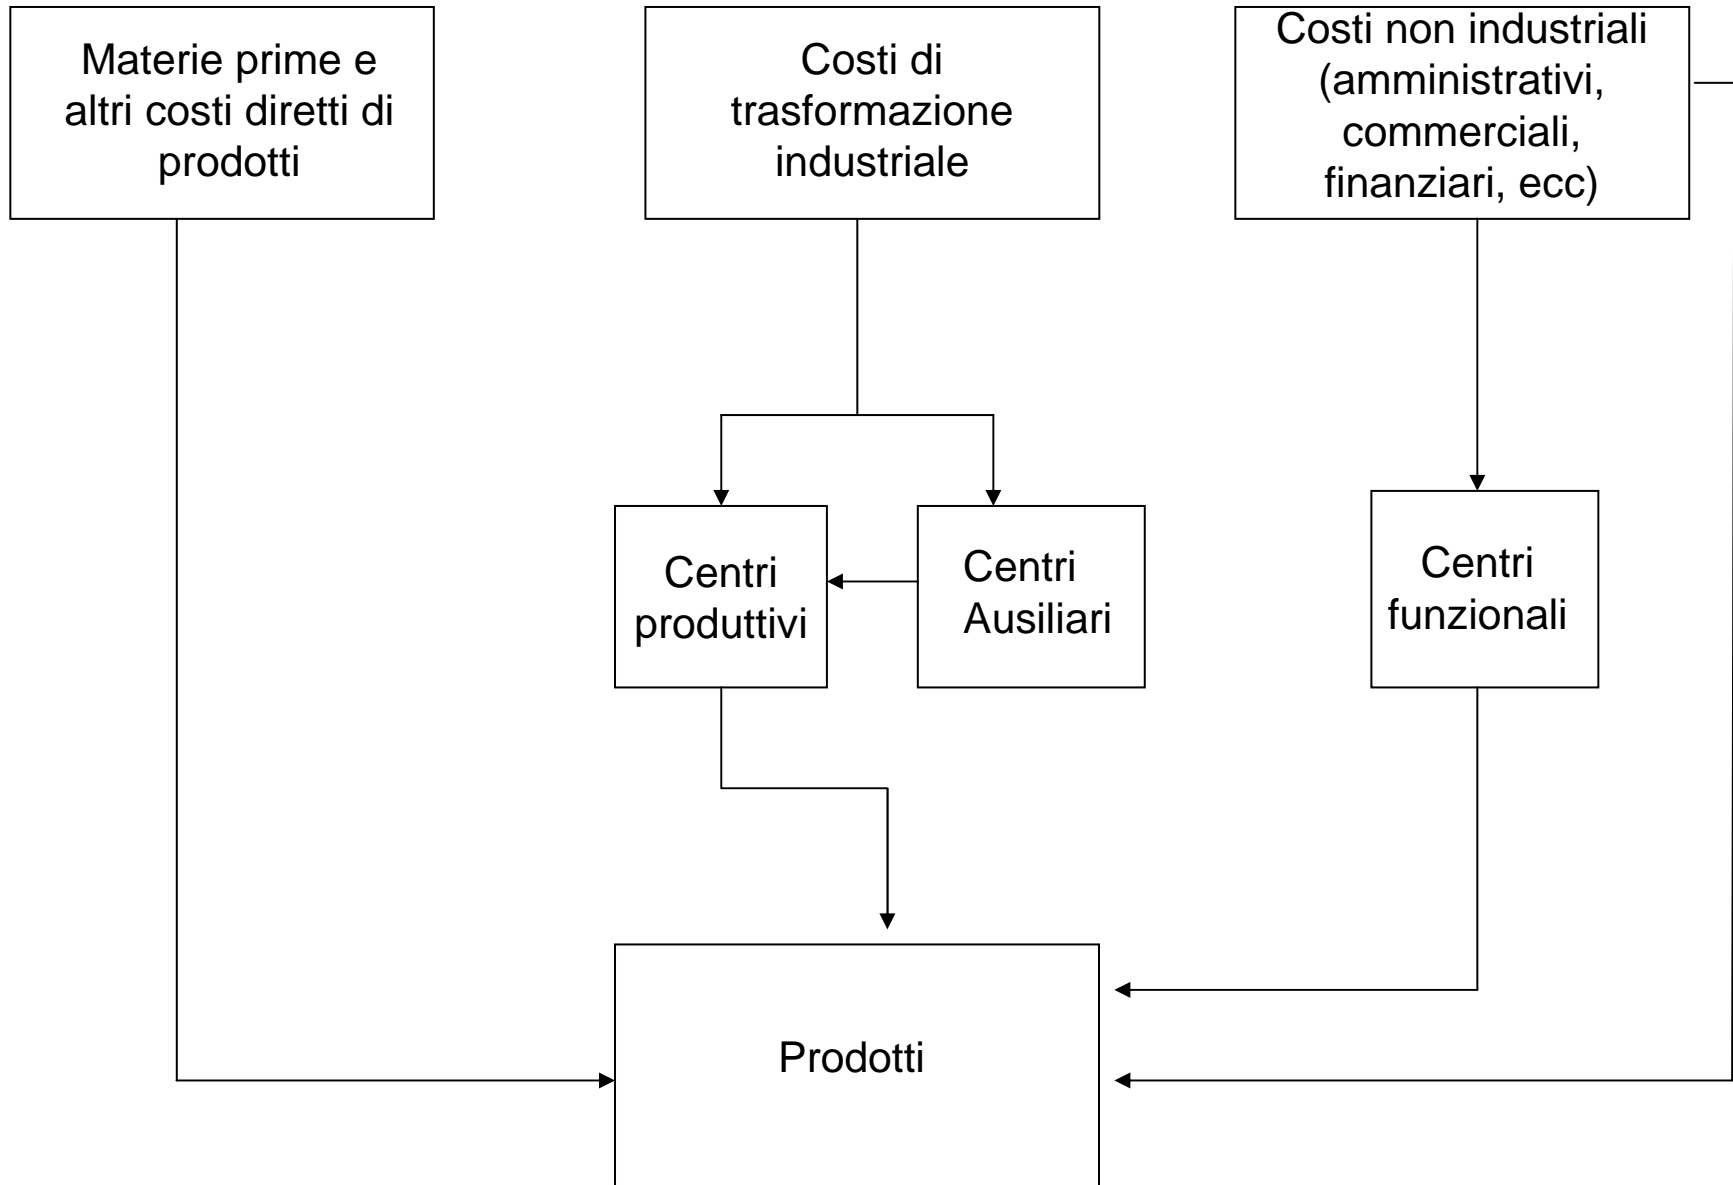 Materie prime e
altri costi diretti di
prodotti
Costi di
trasformazione
industriale
Costi non industriali
(amministrativi,
commerciali,
finanziari, ecc)
Centri
produttivi
Centri
Ausiliari
Centri
funzionali
Prodotti